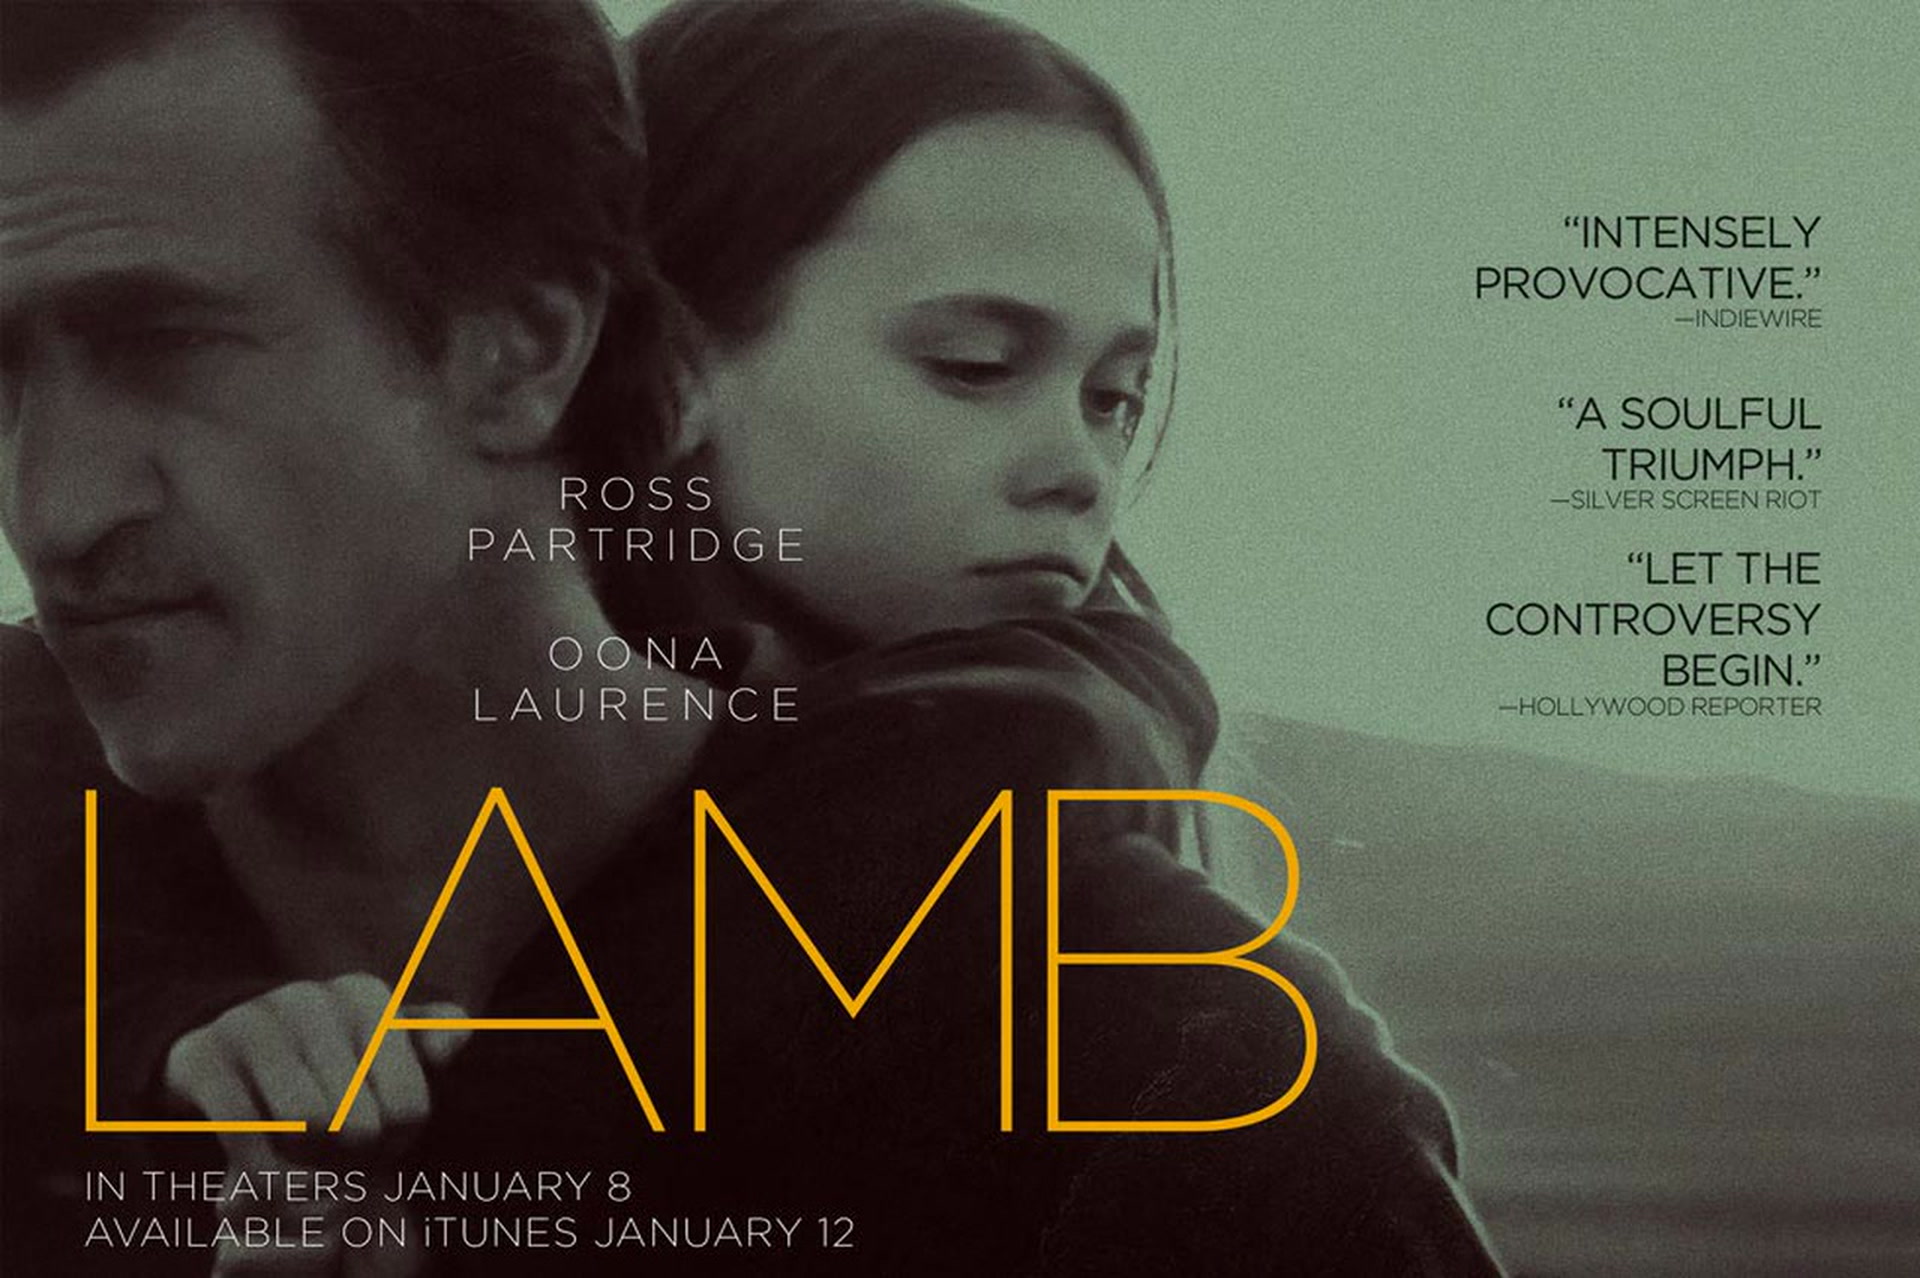 ROSS
PARTRIDGE
OONA
LAURENCE
LAMB
IN THEATERS JANUARY 8
AVAILABLE ON iTUNES JANUARY 12
“INTENSELY
PROVOCATIVE.”
—INDIEWIRE
“A SOULFUL
TRIUMPH.”
—SILVER SCREEN RIOT
“LET THE
CONTROVERSY
BEGIN.”
—HOLLYWOOD REPORTER